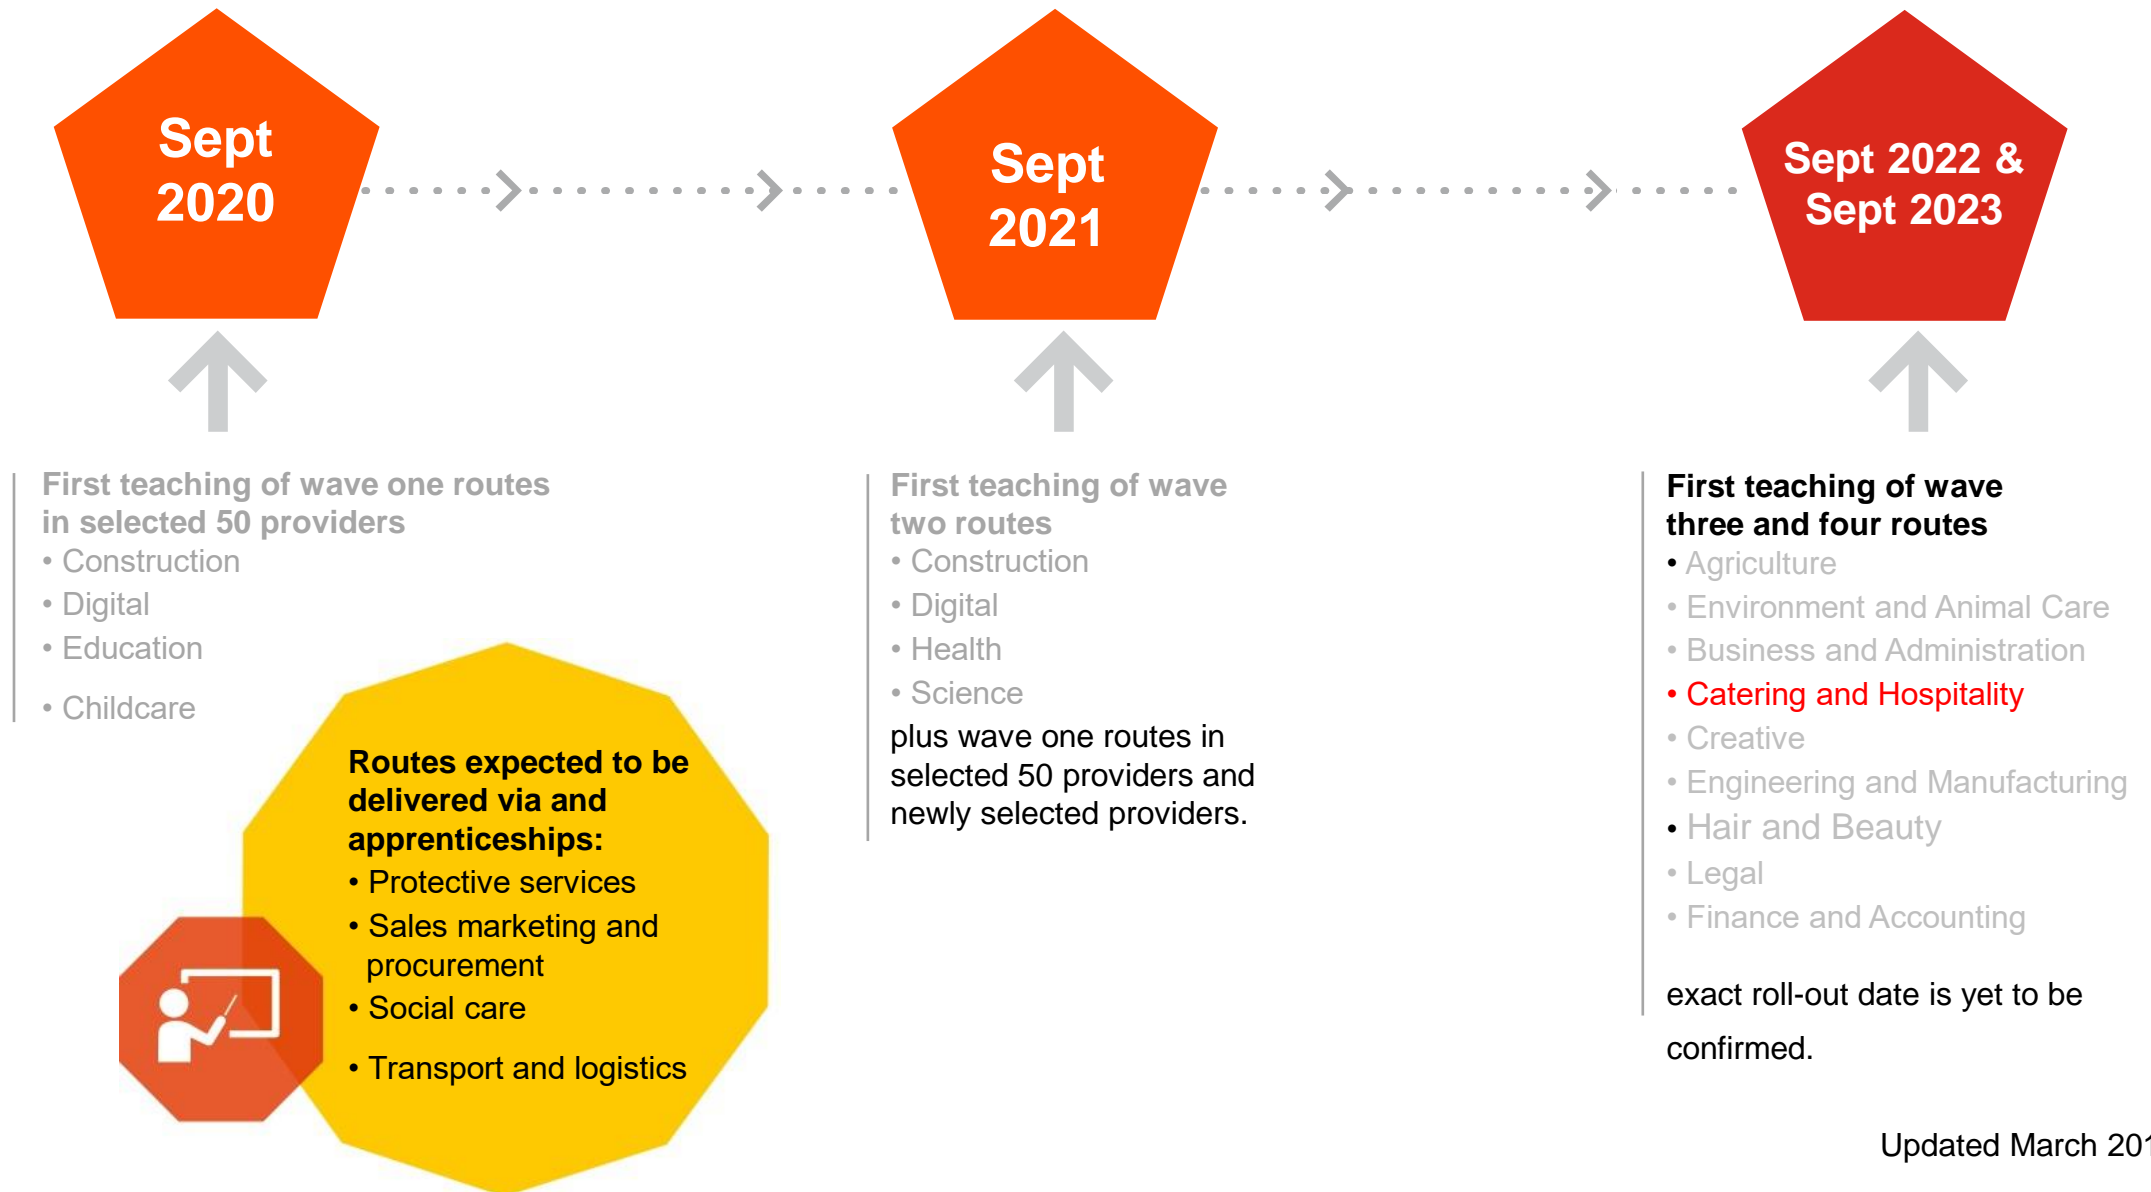 Sept
2020
Sept
2021
Sept 2022 &
Sept 2023
First teaching of wave one routes
in selected 50 providers
• Construction
• Digital
• Education
• Childcare
Routes expected to be
delivered via and
apprenticeships:
• Protective services
• Sales marketing and
procurement
• Social care
• Transport and logistics
First teaching of wave
two routes
• Construction
• Digital
• Health
• Science
plus wave one routes in
selected 50 providers and
newly selected providers.
First teaching of wave
three and four routes
• Agriculture
• Environment and Animal Care
• Business and Administration
• Catering and Hospitality
• Creative
• Engineering and Manufacturing
• Hair and Beauty
• Legal
• Finance and Accounting
exact roll-out date is yet to be
confirmed.
Updated March